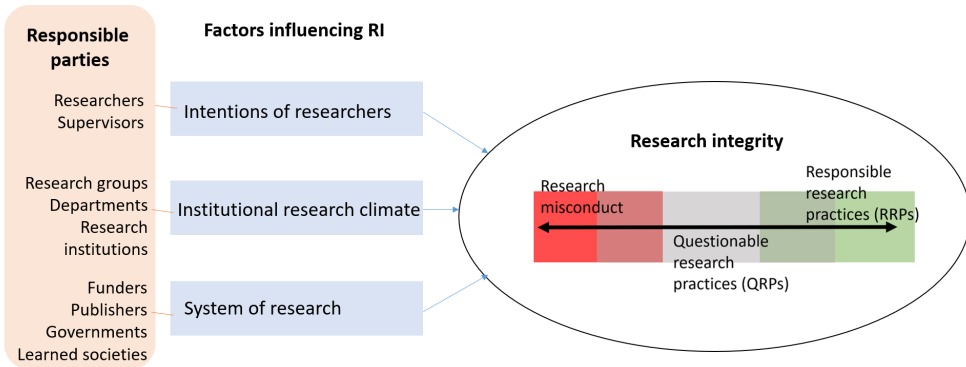 Responsible
parties
Factors influencing RI
Researchers
Supervisors
Intentions of researchers
Research groups
Departments
Research
institutions
Institutional research climate
Funders
Publishers
Governments
Learned societies
System of research
Research integrity
Research
misconduct
Questionable
research
practices (QRPs)
Responsible
research
practices (RRPs)